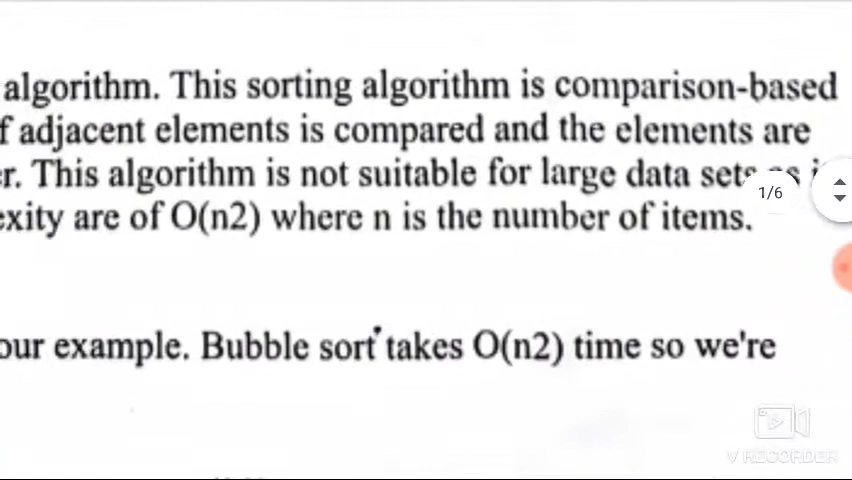 algorithm. This sorting algorithm is comparison-based
f adjacent elements is compared and the elements are
r. This algorithm is not suitable for large data sets as i
exity are of O(n2) where n is the number of items.
our example. Bubble sort takes O(n2) time so we're
1/6
V RECORDER